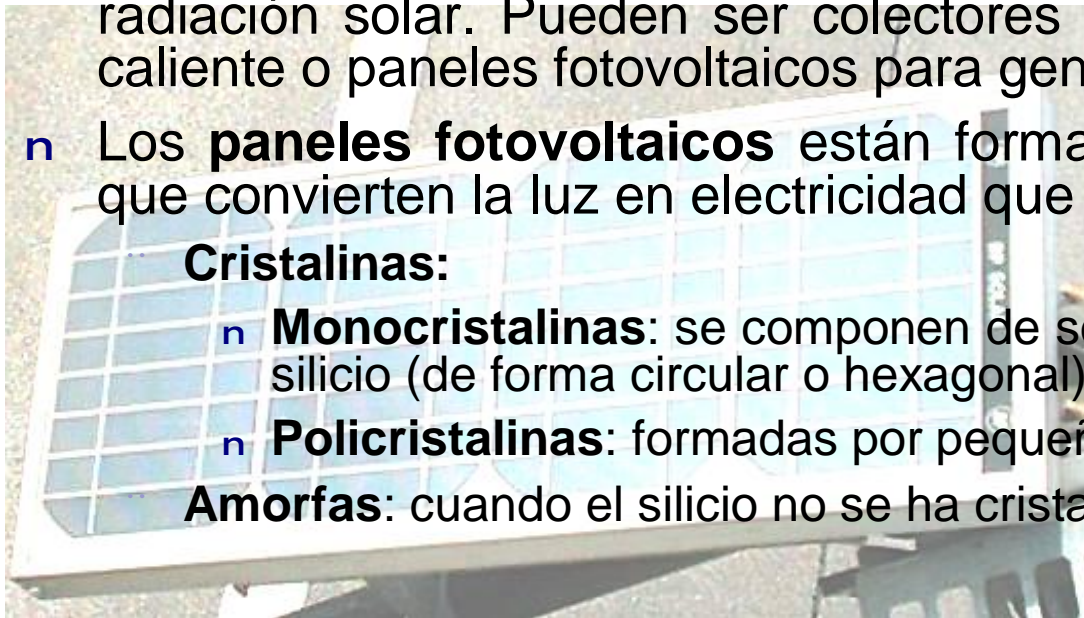 radiación solar. Pueden ser colectores
caliente o paneles fotovoltaicos para gen
n Los paneles fotovoltaicos están forma
que convierten la luz en electricidad que
Cristalinas:
n Monocristalinas: se componen de se
silicio (de forma circular o hexagonal)
n Policristalinas: formadas por pequeñ
Amorfas: cuando el silicio no se ha crista